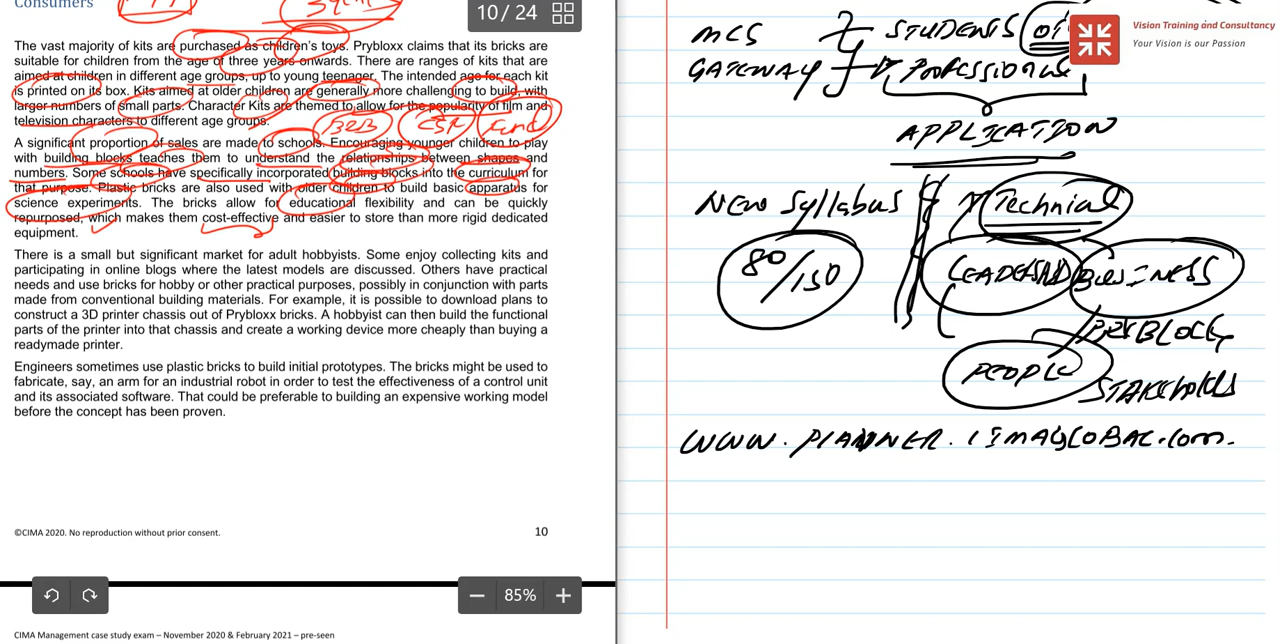 Consumers
10 / 24
The vast majority of kits are purchased as children's toys. Prybloxx claims that its bricks are
suitable for children from the age of three years onwards. There are ranges of kits that are
aimed at children in different age groups, up to young teenager. The intended age for each kit
is printed on its box. Kits aimed at older children are generally more challenging to build, with
larger numbers of small parts. Character Kits are themed to allow for the popularity of film and
television characters to different age groups.
B2B
A significant proportion of sales are made to schools. Encouraging younger children to play
with building blocks teaches them to understand the relationships between shapes and
numbers. Some schools have specifically incorporated building blocks into the curriculum for
that purpose. Plastic bricks are also used with older children to build basic apparatus for
science experiments. The bricks allow for educational flexibility and can be quickly
repurposed, which makes them cost-effective and easier to store than more rigid dedicated
equipment.
There is a small but significant market for adult hobbyists. Some enjoy collecting kits and
participating in online blogs where the latest models are discussed. Others have practical
needs and use bricks for hobby or other practical purposes, possibly in conjunction with parts
made from conventional building materials. For example, it is possible to download plans to
construct a 3D printer chassis out of Prybloxx bricks. A hobbyist can then build the functional
parts of the printer into that chassis and create a working device more cheaply than buying a
readymade printer.
Engineers sometimes use plastic bricks to build initial prototypes. The bricks might be used to
fabricate, say, an arm for an industrial robot in order to test the effectiveness of a control unit
and its associated software. That could be preferable to building an expensive working model
before the concept has been proven.
©CIMA 2020. No reproduction without prior consent.
10
85%
CIMA Management case study exam – November 2020 & February 2021 – pre-seen
Vision Training and Consultancy
Your Vision is our Passion
MCS
STUDENTS
GATEWAY
PROFESSIONALS
APPLICATION
NEW Syllabus
Technical
80/150
LEADERSHIP
BUSINESS
PEOPLE
STAKEHOLDERS